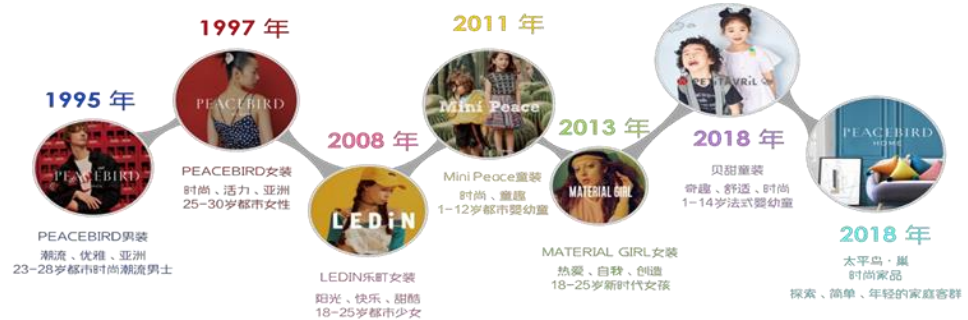 1995 年
PEACEBIRD
PEACEBIRD男装
潮流、优雅、亚洲
23-28岁都市时尚潮流男士
1997 年
PEACEBIRD
PEACEBIRD女装
时尚、活力、亚洲
25-30岁都市女性
2008 年
LEDiN
LEDIN乐町女装
阳光、快乐、甜酷
18-25岁都市少女
2011 年
Mini Peace
Mini Peace童装
时尚、童趣
1-12岁都市婴幼童
2013 年
MATERIAL GIRL
MATERIAL GIRL女装
热爱、自我、创造
18-25岁新时代女孩
PETiTAVRiL
2018 年
贝甜童装
奇趣、舒适、时尚
1-14岁法式婴幼童
PEACEBIRD
HOME
2018 年
太平鸟·巢
时尚家品
探索、简单、年轻的家庭客群